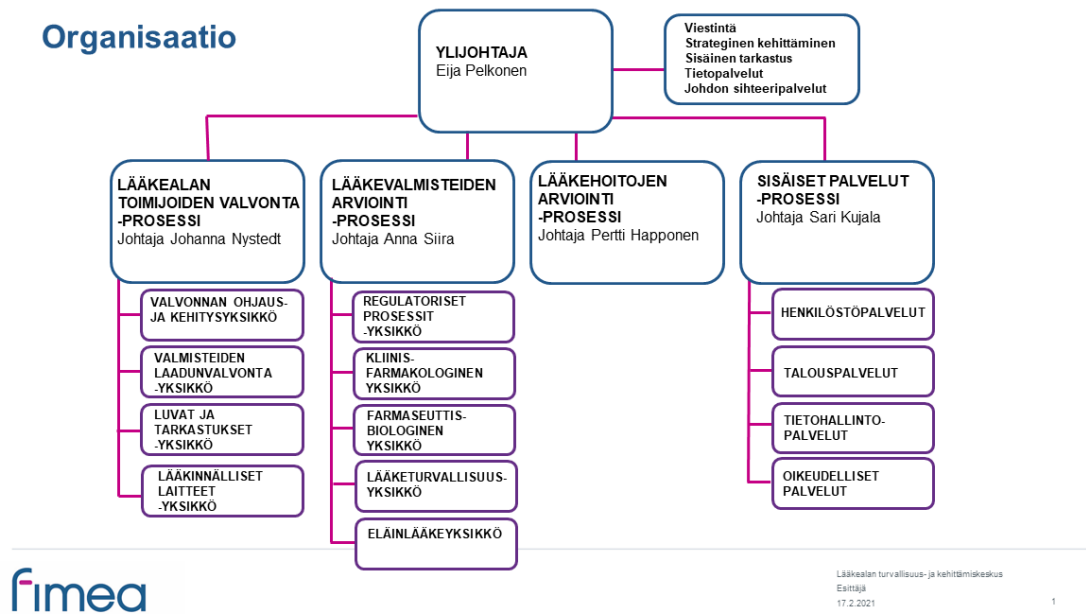 Organisaatio
YLIJOHTAJA
Eija Pelkonen
Viestintä
Strateginen kehittäminen
Sisäinen tarkastus
Tietopalvelut
Johdon sihteeripalvelut
LÄÄKEALAN
TOIMIJOIDEN VALVONTA
-PROSESSI
Johtaja Johanna Nystedt
LÄÄKEVALMISTEIDEN
ARVIOINTI
-PROSESSI
Johtaja Anna Siira
LÄÄKEHOITOJEN
ARVIOINTI
-PROSESSI
Johtaja Pertti Happonen
SISÄISET PALVELUT
-PROSESSI
Johtaja Sari Kujala
VALVONNAN OHJAUS-
JA KEHITYSYKSIKKÖ
VALMISTEIDEN
LAADUNVALVONTA
-YKSIKKÖ
LUVAT JA
TARKASTUKSET
-YKSIKKÖ
LÄÄKINNÄLLISET
LAITTEET
-YKSIKKÖ
REGULATORISET
PROSESSIT
-YKSIKKÖ
KLIINIS-
FARMAKOLOGINEN
YKSIKKÖ
FARMASEUTTIS-
BIOLOGINEN
YKSIKKÖ
LÄÄKETURVALLISUUS-
YKSIKKÖ
ELÄINLÄÄKEYKSIKKÖ
HENKILÖSTÖPALVELUT
TALOUSPALVELUT
TIETOHALLINTO-
PALVELUT
OIKEUDELLISET
PALVELUT
fimea
Lääkealan turvallisuus- ja kehittämiskeskus
Esittäjä
17.2.2021
1